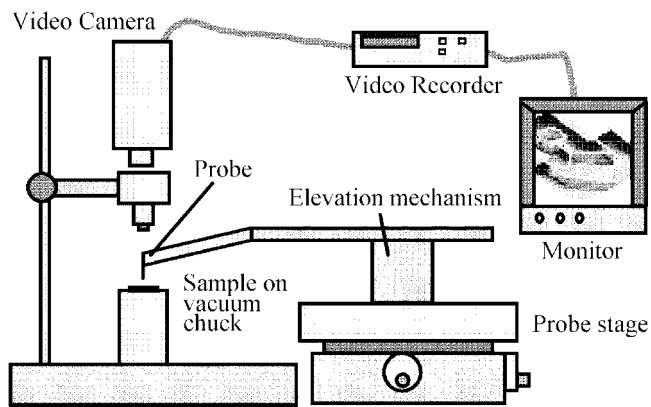 Video Camera
Video Recorder
Probe
Elevation mechanism
Monitor
Sample on
vacuum
chuck
Probe stage